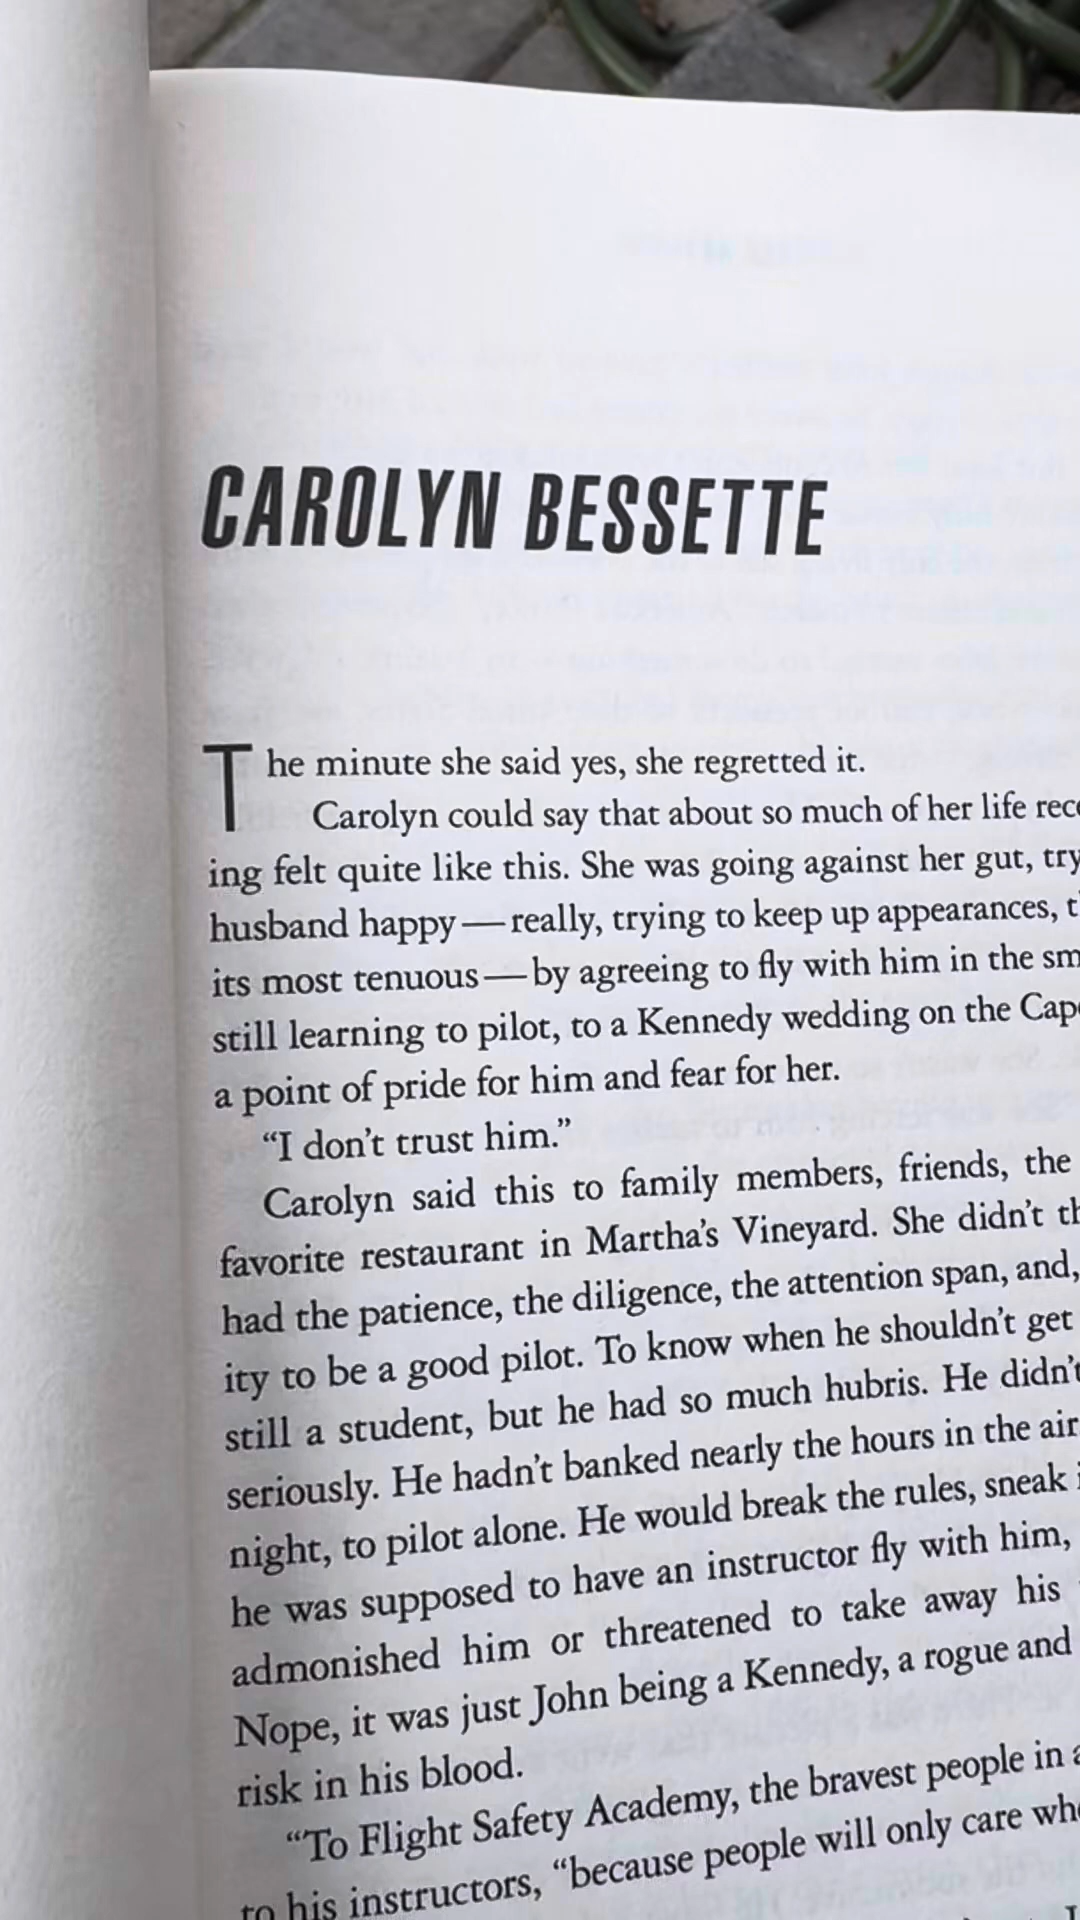 CAROLYN BESSETTE
The minute she said yes, she regretted it.
Carolyn could say that about so much of her life rece
ing felt quite like this. She was going against her gut, try
husband happy—really, trying to keep up appearances, t
its most tenuous—by agreeing to fly with him in the sm
still learning to pilot, to a Kennedy wedding on the Cap
a point of pride for him and fear for her.
“I don’t trust him.”
Carolyn said this to family members, friends, the
favorite restaurant in Martha’s Vineyard. She didn’t th
had the patience, the diligence, the attention span, and,
ity to be a good pilot. To know when he shouldn’t get
still a student, but he had so much hubris. He didn’t
seriously. He hadn’t banked nearly the hours in the air
night, to pilot alone. He would break the rules, sneak i
he was supposed to have an instructor fly with him,
admonished him or threatened to take away his
Nope, it was just John being a Kennedy, a rogue and
risk in his blood.
“To Flight Safety Academy, the bravest people in a
to his instructors, “because people will only care wh